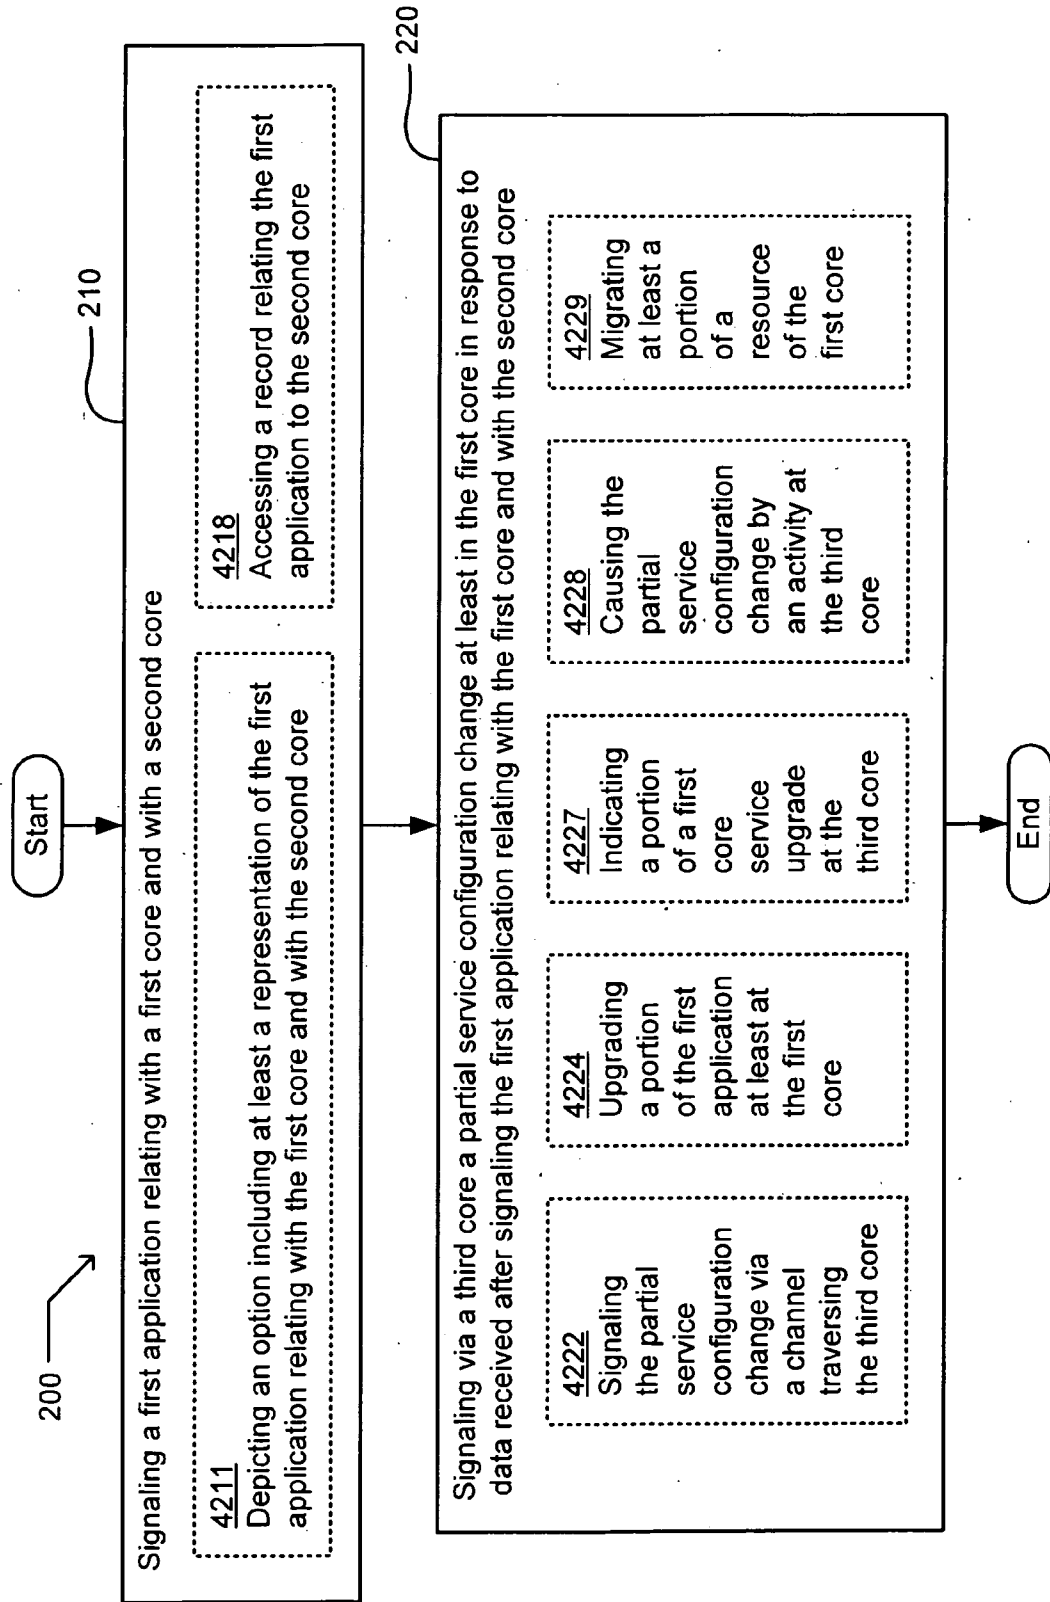 200
Start
210
Signaling a first application relating with a first core and with a second core
4211
Depicting an option including at least a representation of the first
application relating with the first core and with the second core
4218
Accessing a record relating the first
application to the second core
220
Signaling via a third core a partial service configuration change at least in the first core in response to
data received after signaling the first application relating with the first core and with the second core
4222
Signaling
the partial
service
configuration
change via
a channel
traversing
the third core
4224
Upgrading
a portion
of the first
application
at least at
the first
core
4227
Indicating
a portion
of a first
core
service
upgrade
at the
third core
4228
Causing the
partial
service
configuration
change by
an activity at
the third
core
4229
Migrating
at least a
portion
of a
resource
of the
first core
End